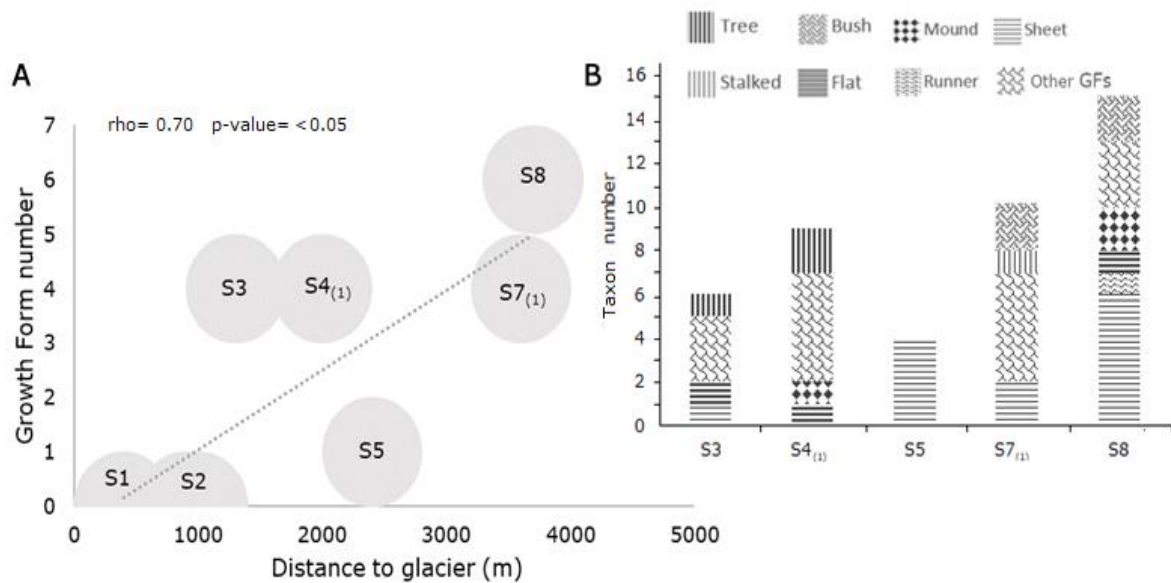 A
rho= 0.70 p-value= <0.05
Growth Form number
7
6
5
4
3
2
1
0
S8
S3
S4(1)
S7(1)
S5
S1
S2
0 1000 2000 3000 4000 5000
Distance to glacier (m)
Tree Bush Mound Sheet
Stalked Flat Runner Other GFs
B
Taxon number
16
14
12
10
8
6
4
2
0
S3 S4(1) S5 S7(1) S8